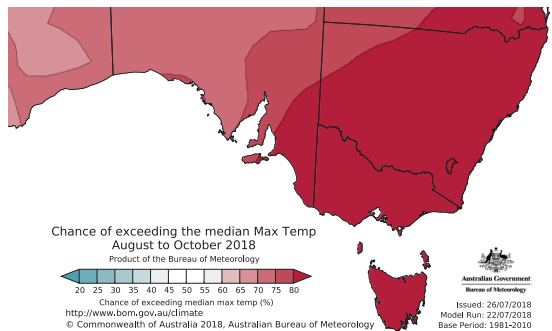 Chance of exceeding the median Max Temp
August to October 2018
Product of the Bureau of Meteorology
20 25 30 35 40 45 50 55 60 65 70 75 80
Chance of exceeding median max temp (%)
http://www.bom.gov.au/climate
© Commonwealth of Australia 2018, Australian Bureau of Meteorology
Australian Government
Bureau of Meteorology
Issued: 26/07/2018
Model Run: 22/07/2018
Base Period: 1981-2010